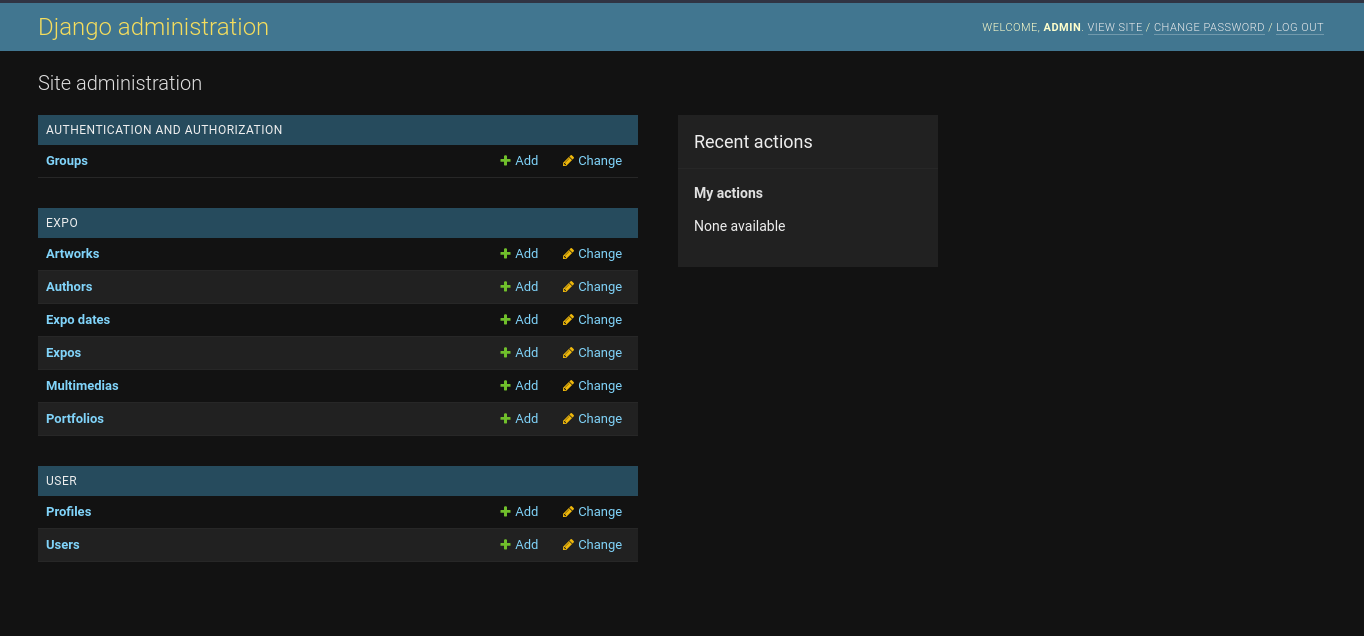 Django administration
WELCOME, ADMIN. VIEW SITE / CHANGE PASSWORD / LOG OUT
Site administration
AUTHENTICATION AND AUTHORIZATION
Groups Add Change
EXPO
Artworks Add Change
Authors Add Change
Expo dates Add Change
Expos Add Change
Multimedias Add Change
Portfolios Add Change
USER
Profiles Add Change
Users Add Change
Recent actions
My actions
None available